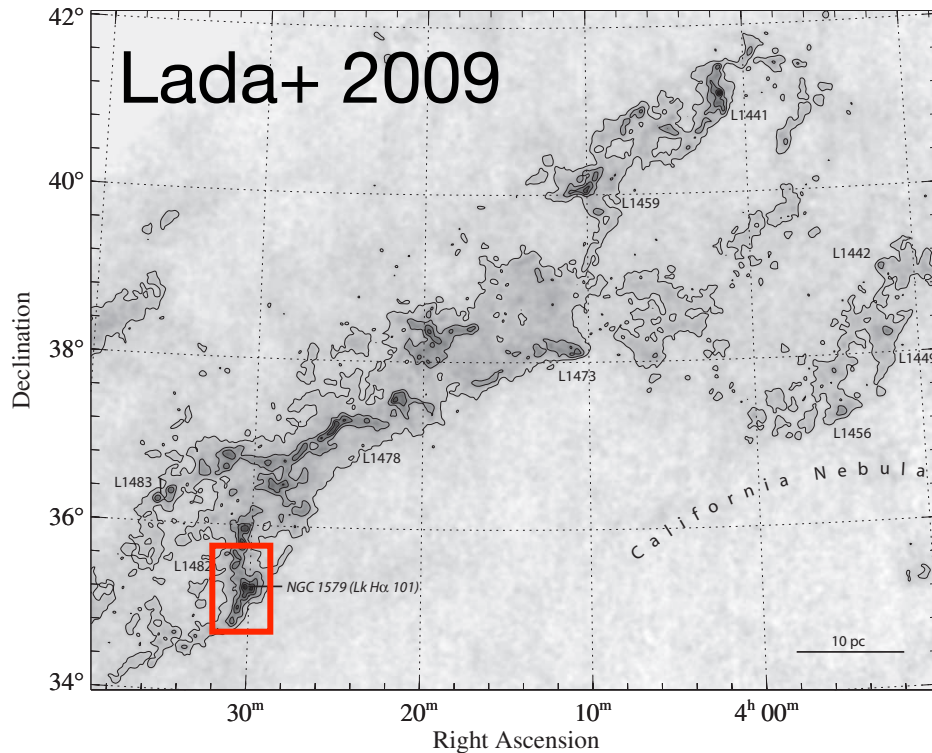 42°
Lada+ 2009
L1441
40°
L1459
L1442
38°
L1449
L1473
L1456
L1478
California Nebula
L1483
36°
L1482
NGC 1579 (Lk Hα 101)
10 pc
34°
30ᵐ 20ᵐ 10ᵐ 4ʰ 00ᵐ
Right Ascension
Declination